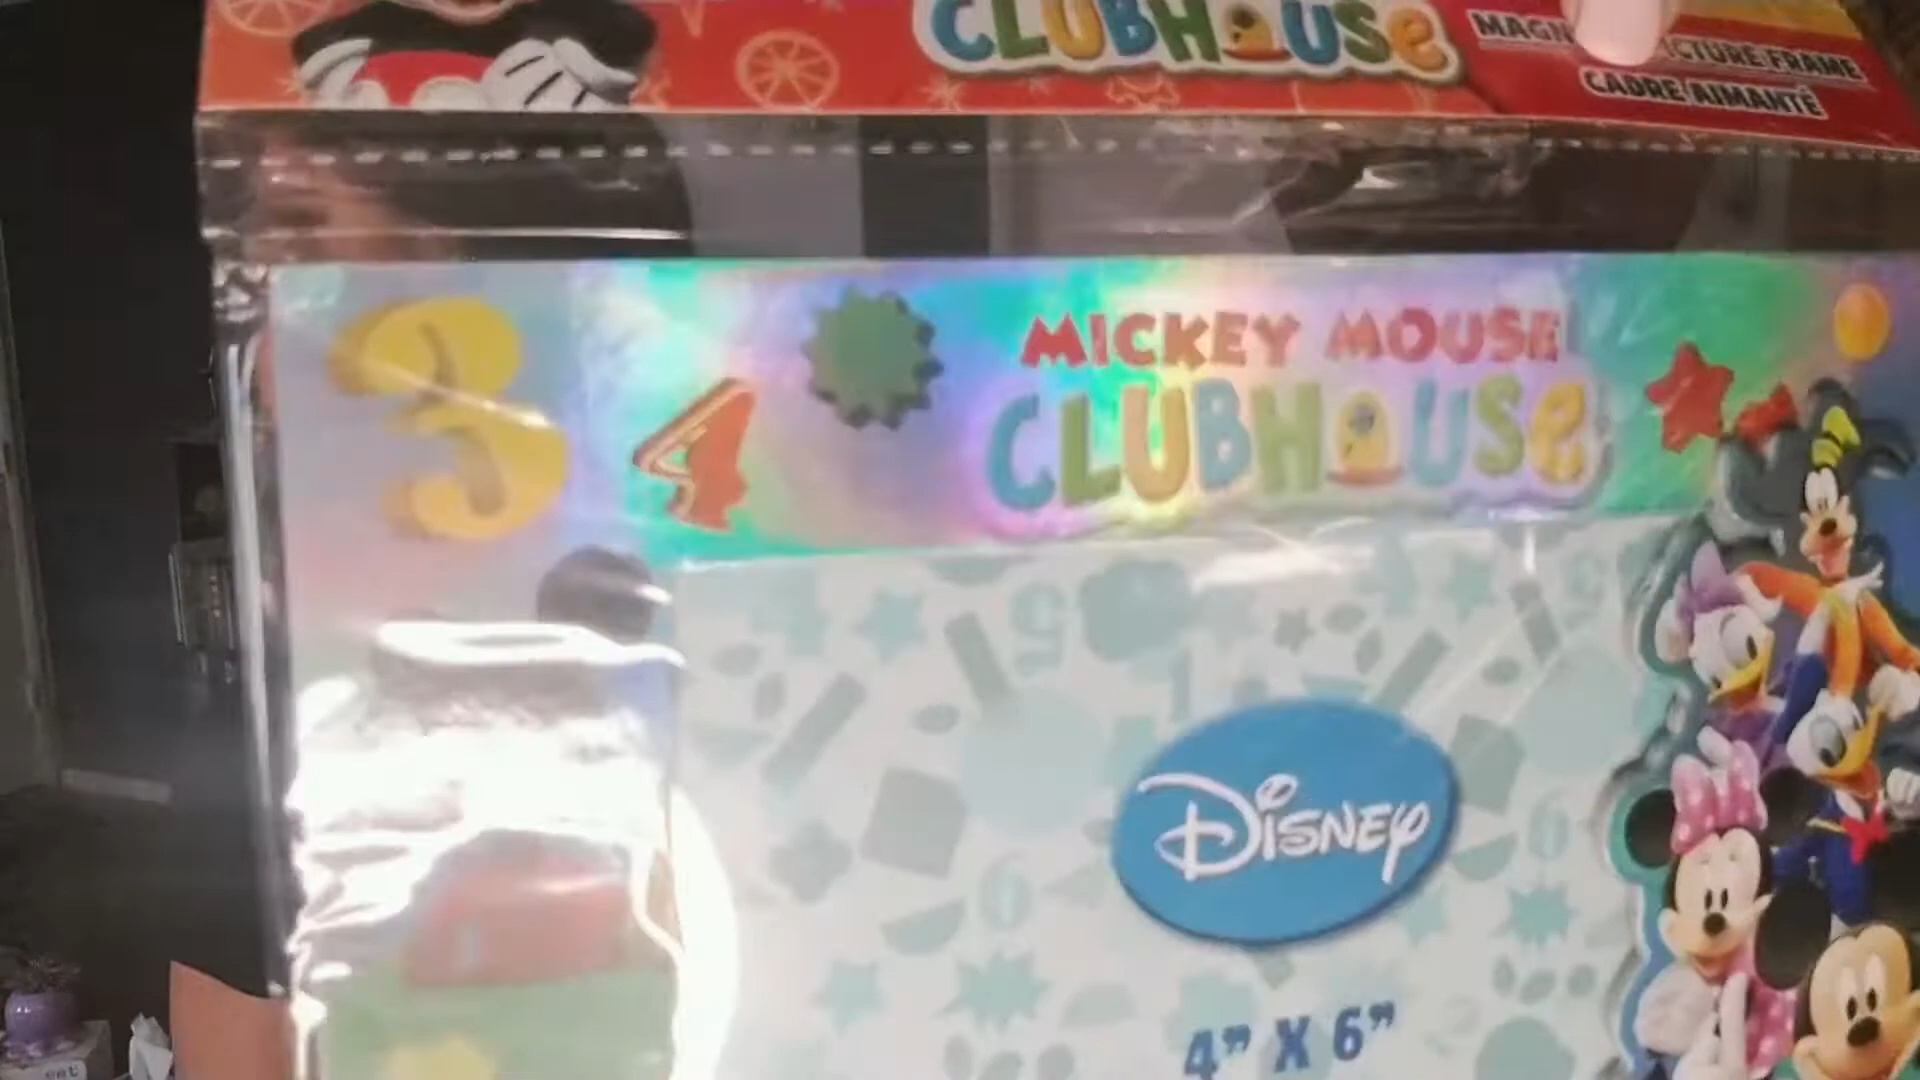 CLUBHOUSE
PICTURE FRAME
CADRE AIMANTÉ
3 4
MICKEY MOUSE
CLUBHOUSE
DISNEY
4” X 6”